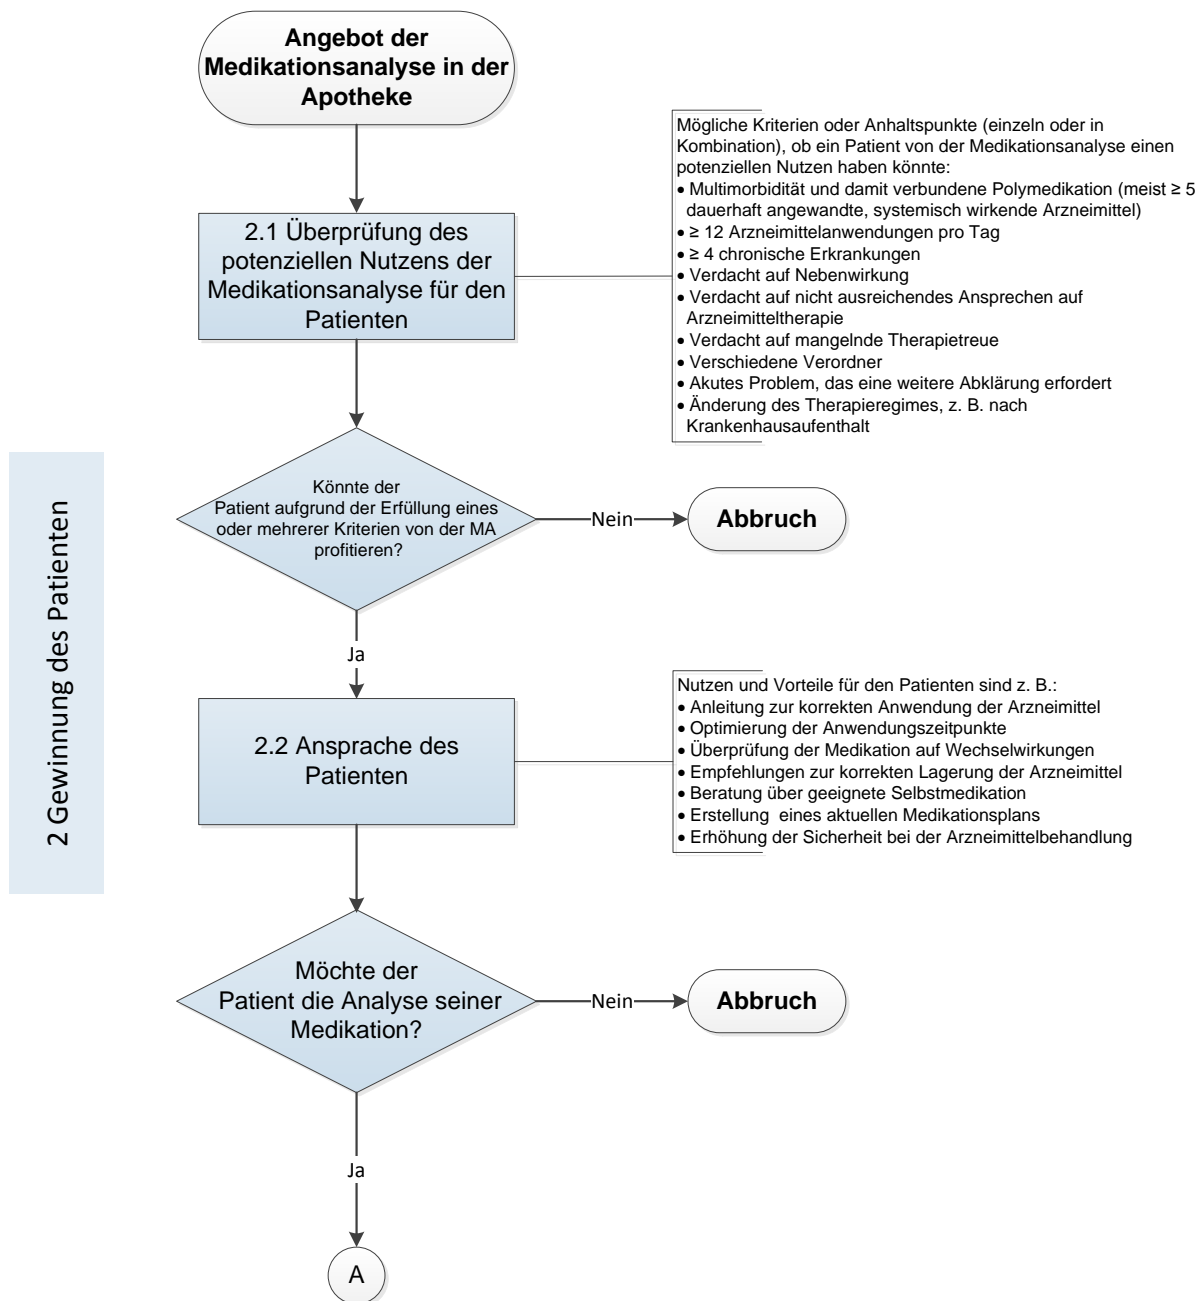 Angebot der
Medikationsanalyse in der
Apotheke
Mögliche Kriterien oder Anhaltspunkte (einzeln oder in
Kombination), ob ein Patient von der Medikationsanalyse einen
potenziellen Nutzen haben könnte:
• Multimorbidität und damit verbundene Polymedikation (meist ≥ 5
dauerhaft angewandte, systemisch wirkende Arzneimittel)
• ≥ 12 Arzneimittelanwendungen pro Tag
• ≥ 4 chronische Erkrankungen
• Verdacht auf Nebenwirkung
• Verdacht auf nicht ausreichendes Ansprechen auf
Arzneimitteltherapie
• Verdacht auf mangelnde Therapietreue
• Verschiedene Verordner
• Akutes Problem, das eine weitere Abklärung erfordert
• Änderung des Therapieregimes, z. B. nach
Krankenhausaufenthalt
2.1 Überprüfung des
potenziellen Nutzens der
Medikationsanalyse für den
Patienten
2 Gewinnung des Patienten
Könnte der
Patient aufgrund der Erfüllung eines
oder mehrerer Kriterien von der MA
profitieren?
Nein
Abbruch
Ja
2.2 Ansprache des
Patienten
Nutzen und Vorteile für den Patienten sind z. B.:
• Anleitung zur korrekten Anwendung der Arzneimittel
• Optimierung der Anwendungszeitpunkte
• Überprüfung der Medikation auf Wechselwirkungen
• Empfehlungen zur korrekten Lagerung der Arzneimittel
• Beratung über geeignete Selbstmedikation
• Erstellung eines aktuellen Medikationsplans
• Erhöhung der Sicherheit bei der Arzneimittelbehandlung
Möchte der
Patient die Analyse seiner
Medikation?
Nein
Abbruch
Ja
A